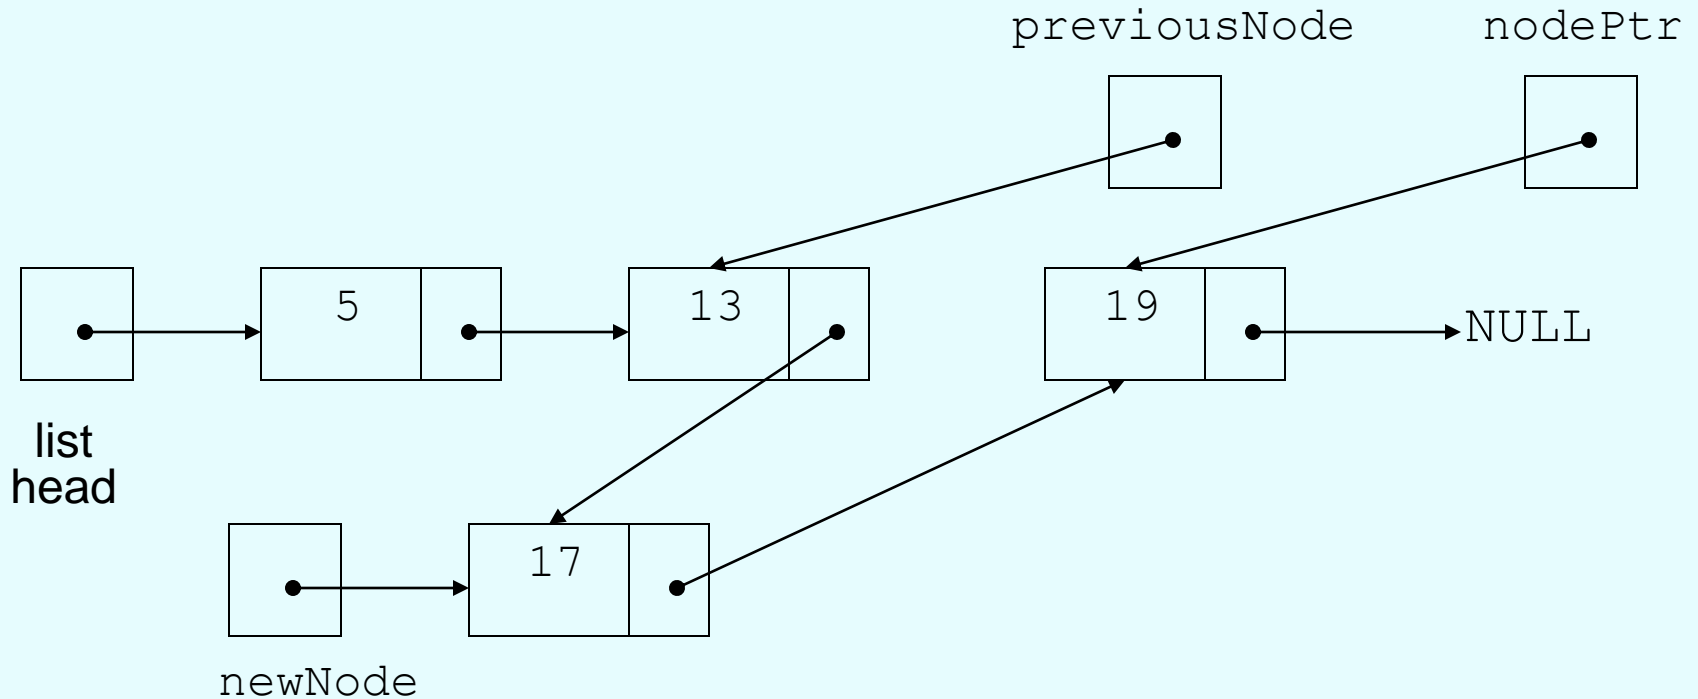 previousNode
nodePtr
5
13
19
NULL
list
head
17
newNode